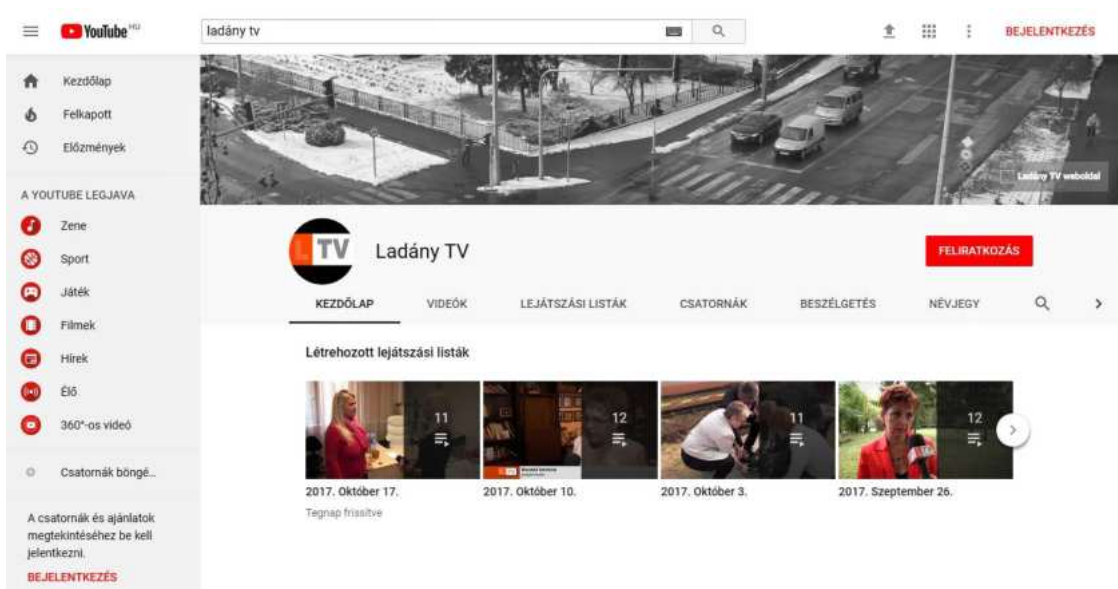 YouTube HU
ladány tv
BEJELENTKEZÉS
Kezdőlap
Felkapott
Előzmények
A YOUTUBE LEGJAVA
Zene
Sport
Játék
Filmek
Hírek
Élő
360°-os videó
Csatornák böngé...
A csatornák és ajánlatok
megtekintéséhez be kell
jelentkezni.
BEJELENTKEZÉS
Ladány TV weboldal
L TV
Ladány TV
FELIRATKOZÁS
KEZDŐLAP VIDEÓK LEJÁTSZÁSI LISTÁK CSATORNÁK BESZÉLGETÉS NÉVJEGY
Létrehozott lejátszási listák
11
12
11
12
2017. Október 17.
2017. Október 10.
2017. Október 3.
2017. Szeptember 26.
Tegnap frissítve